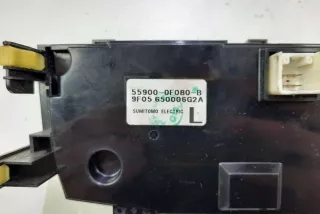 55900-0F080-B
9F05 650006G2A
SUMITOMO ELECTRIC
L